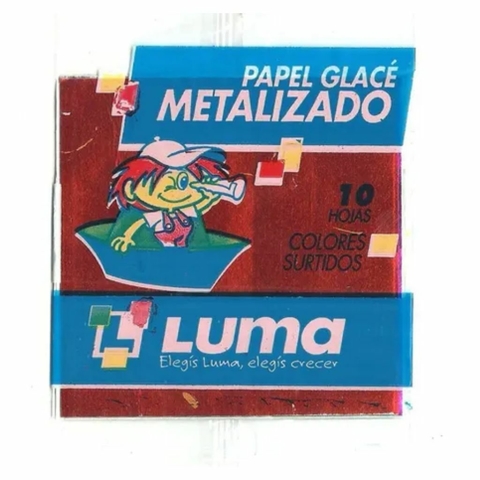 PAPEL GLACÉ
METALIZADO
10
HOJAS
COLORES
SURTIDOS
L LUMA
Elegís Luma, elegís crecer